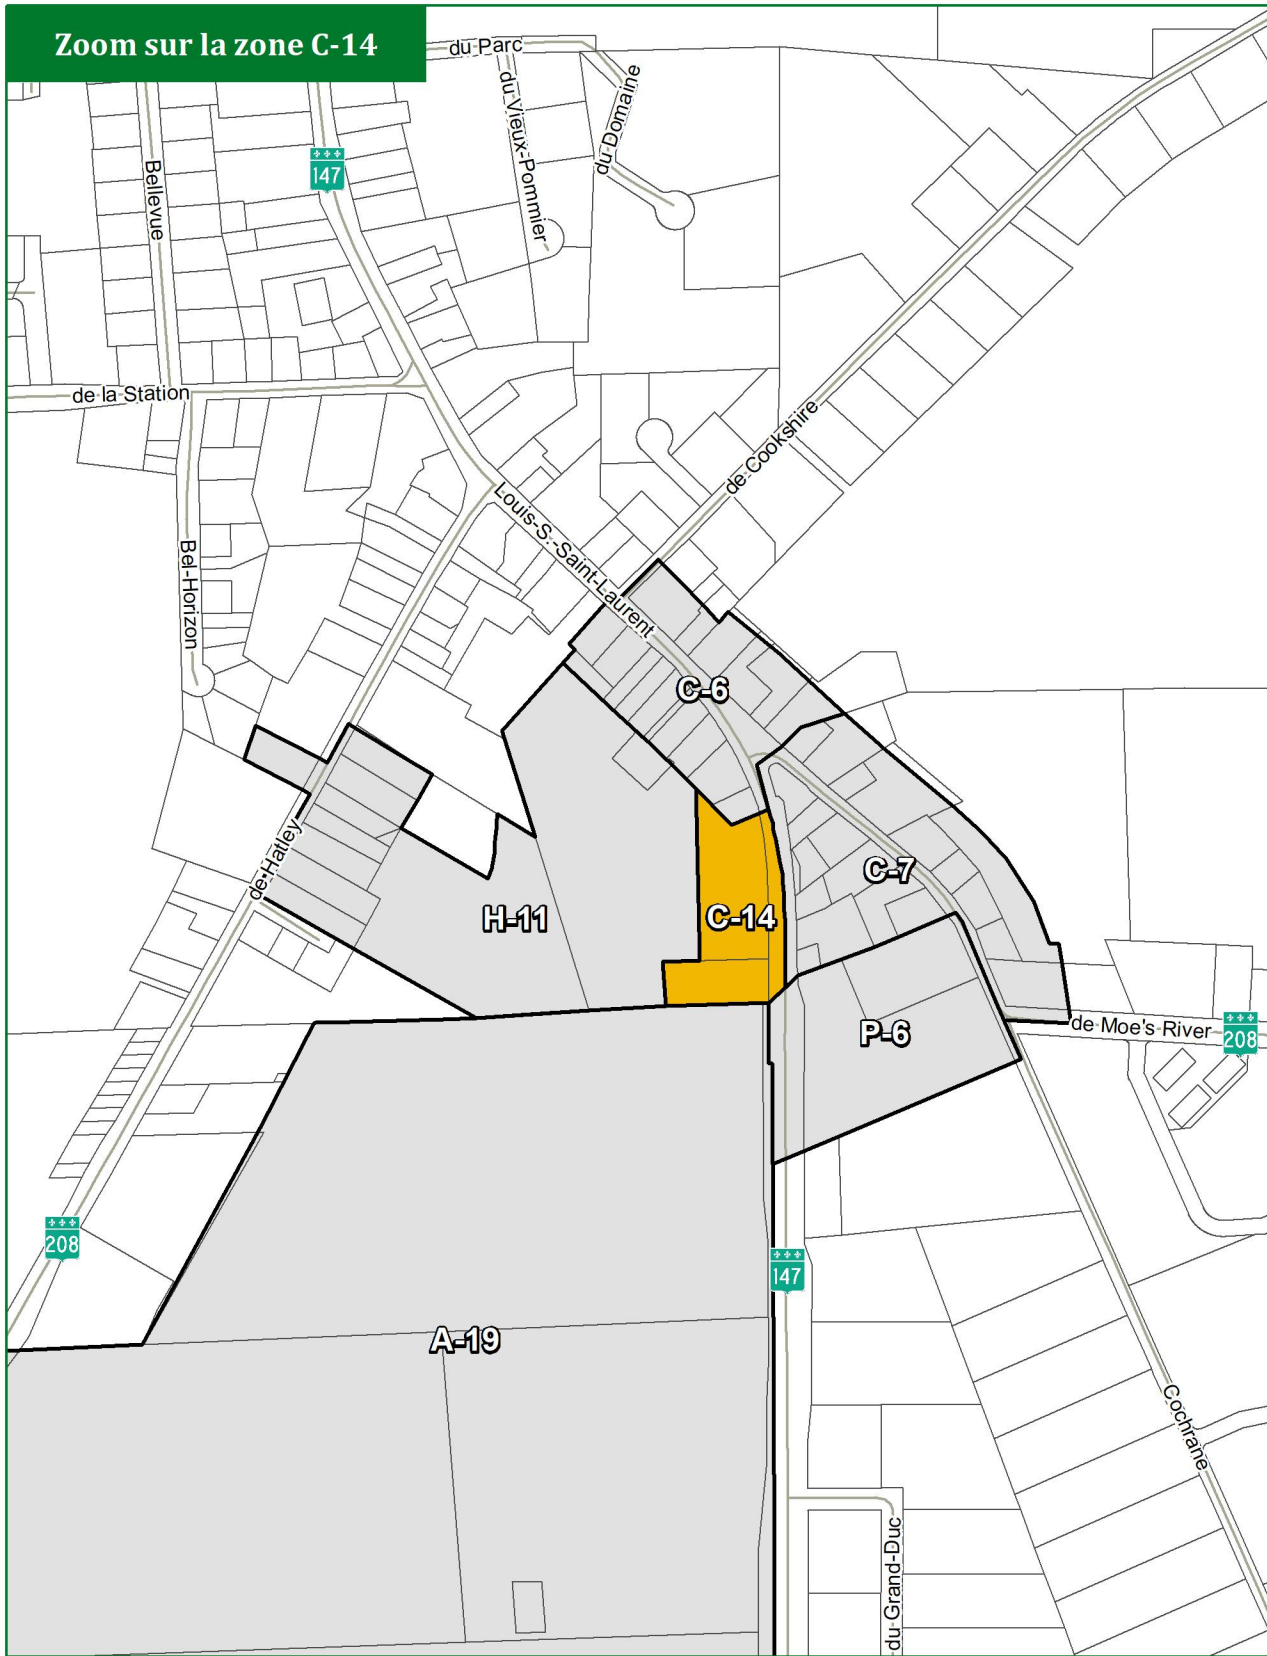 Zoom sur la zone C-14
du Parc
du Vieux-Pommier
du Domaine
147
Bellevue
de la Station
de Cookshire
Louis-S.-Saint-Laurent
Bel-Horizon
C-6
de Hatley
C-7
H-11
C-14
P-6
de Moe's River
208
208
147
A-19
Cochrane
du Grand-Duc